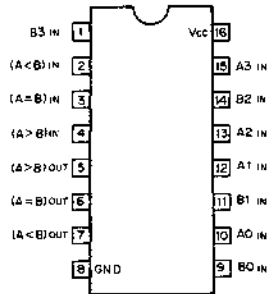 B3 IN 1
(A<B) IN 2
(A=B) IN 3
(A>B) IN 4
(A>B) OUT 5
(A=B) OUT 6
(A<B) OUT 7
8 GND
Vcc 16
15 A3 IN
14 B2 IN
13 A2 IN
12 A1 IN
11 B1 IN
10 A0 IN
9 B0 IN